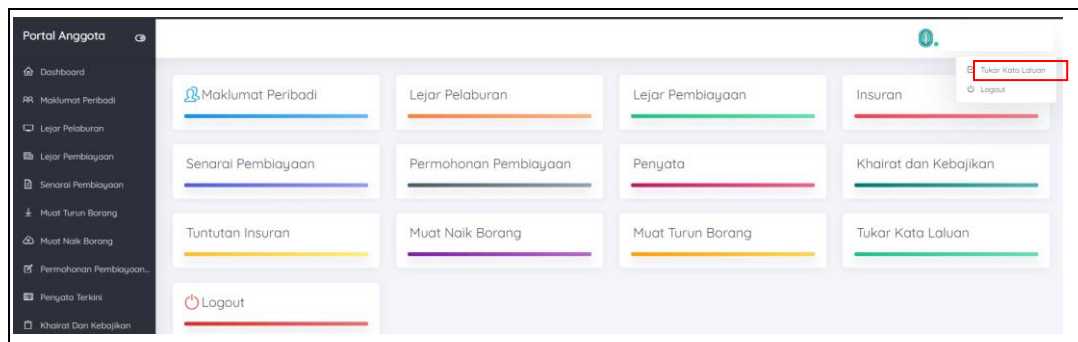 Portal Anggota
Dashboard
Maklumat Peribadi
Lejar Pelaburan
Lejar Pembiayaan
Senarai Pembiayaan
Muat Turun Borang
Muat Naik Borang
Permohonan Pembiayaan...
Penyata Terkini
Khairat Dan Kebajikan
Tukar Kata Laluan
Logout
Maklumat Peribadi
Lejar Pelaburan
Lejar Pembiayaan
Insuran
Senarai Pembiayaan
Permohonan Pembiayaan
Penyata
Khairat dan Kebajikan
Tuntutan Insuran
Muat Naik Borang
Muat Turun Borang
Tukar Kata Laluan
Logout